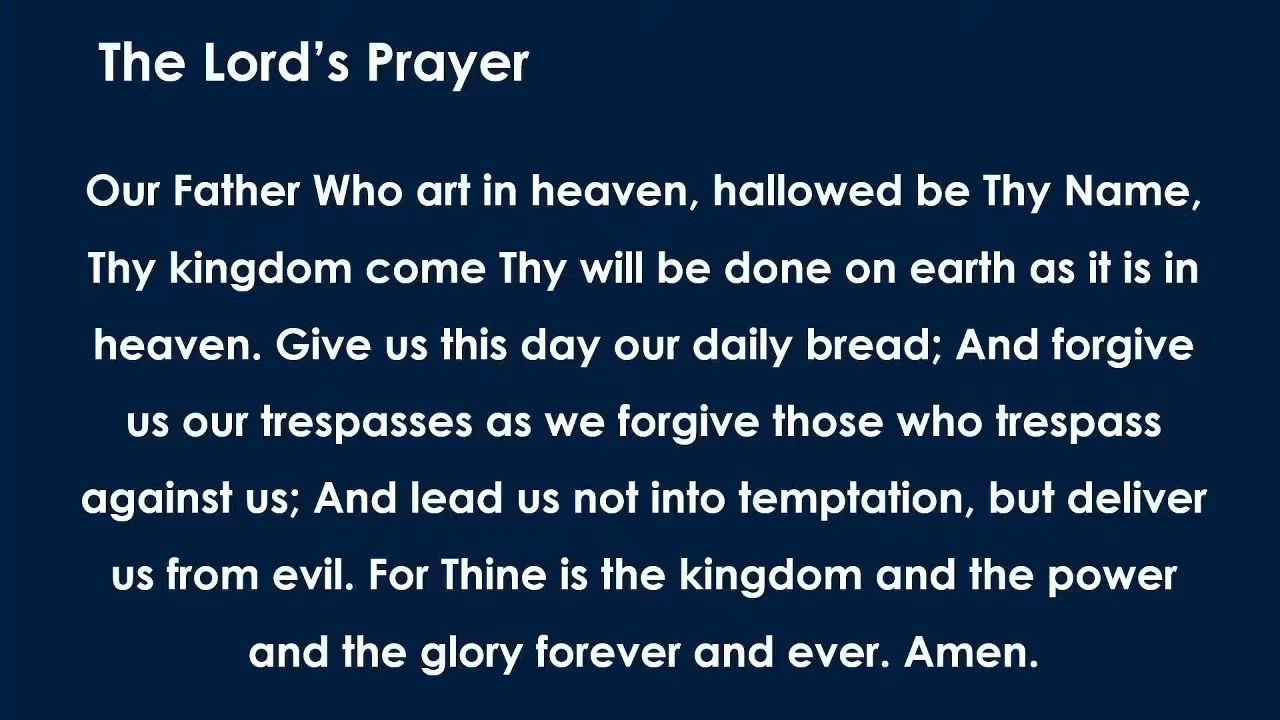 The Lord’s Prayer
Our Father Who art in heaven, hallowed be Thy Name,
Thy kingdom come Thy will be done on earth as it is in
heaven. Give us this day our daily bread; And forgive
us our trespasses as we forgive those who trespass
against us; And lead us not into temptation, but deliver
us from evil. For Thine is the kingdom and the power
and the glory forever and ever. Amen.